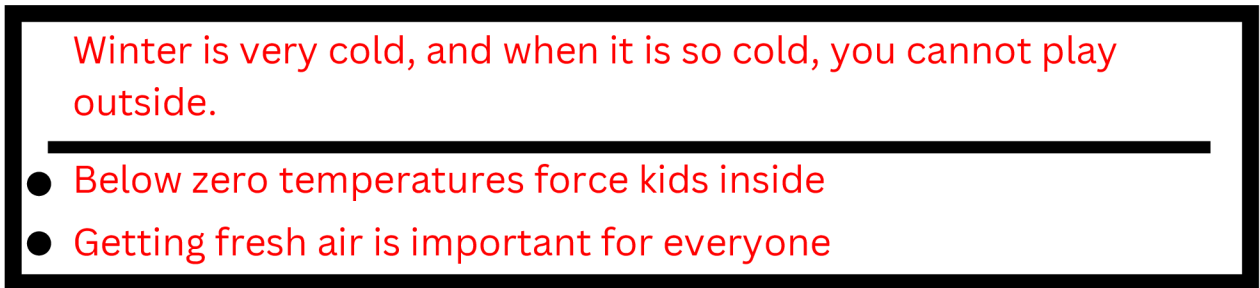 Winter is very cold, and when it is so cold, you cannot play
outside.
Below zero temperatures force kids inside
Getting fresh air is important for everyone